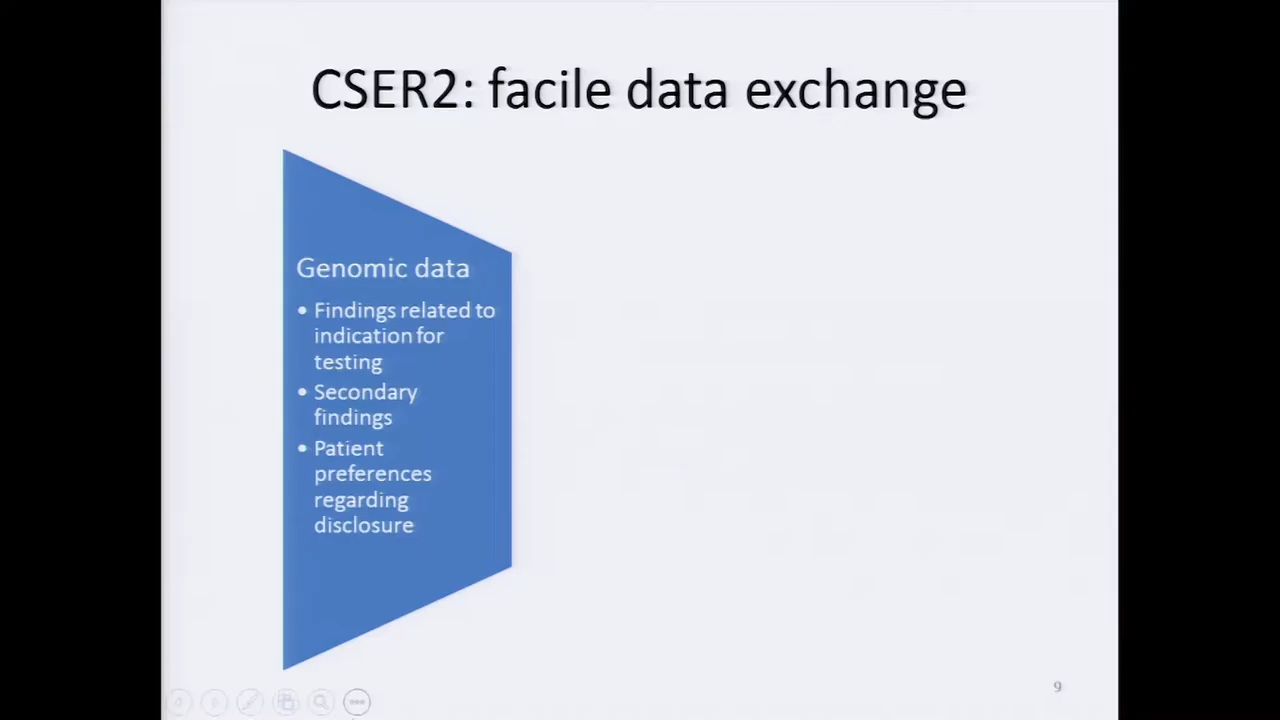 CSER2: facile data exchange
Genomic data
• Findings related to
indication for
testing
• Secondary
findings
• Patient
preferences
regarding
disclosure
9